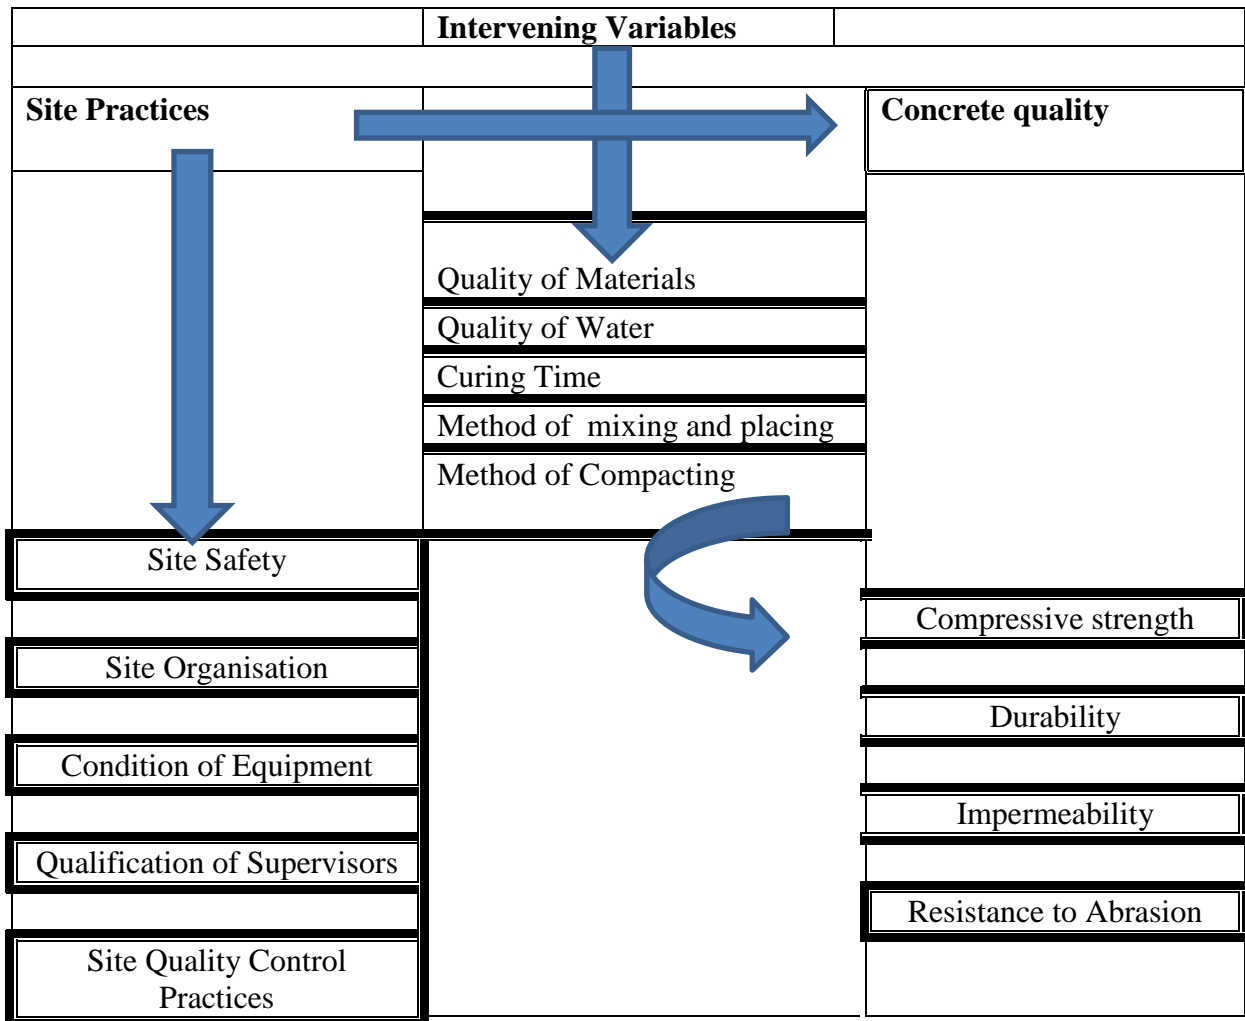 Intervening Variables
Site Practices
Concrete quality
Quality of Materials
Quality of Water
Curing Time
Method of  mixing and placing
Method of Compacting
Site Safety
Compressive strength
Site Organisation
Durability
Condition of Equipment
Impermeability
Qualification of Supervisors
Resistance to Abrasion
Site Quality Control
Practices